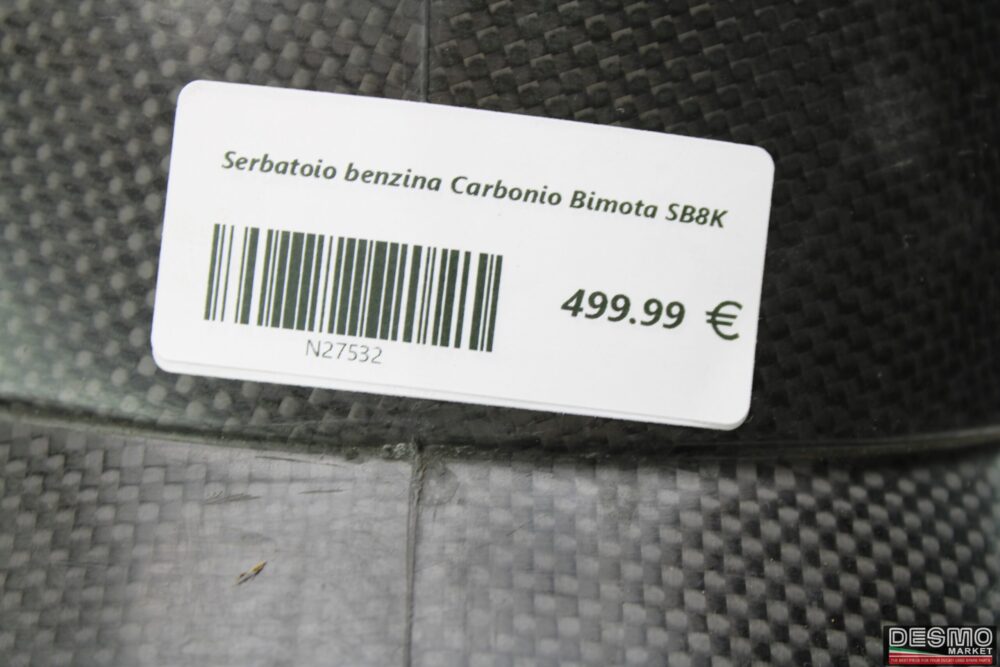 Serbatoio benzina Carbonio Bimota SB8K
499.99 €
N27532
DESMO
MARKET